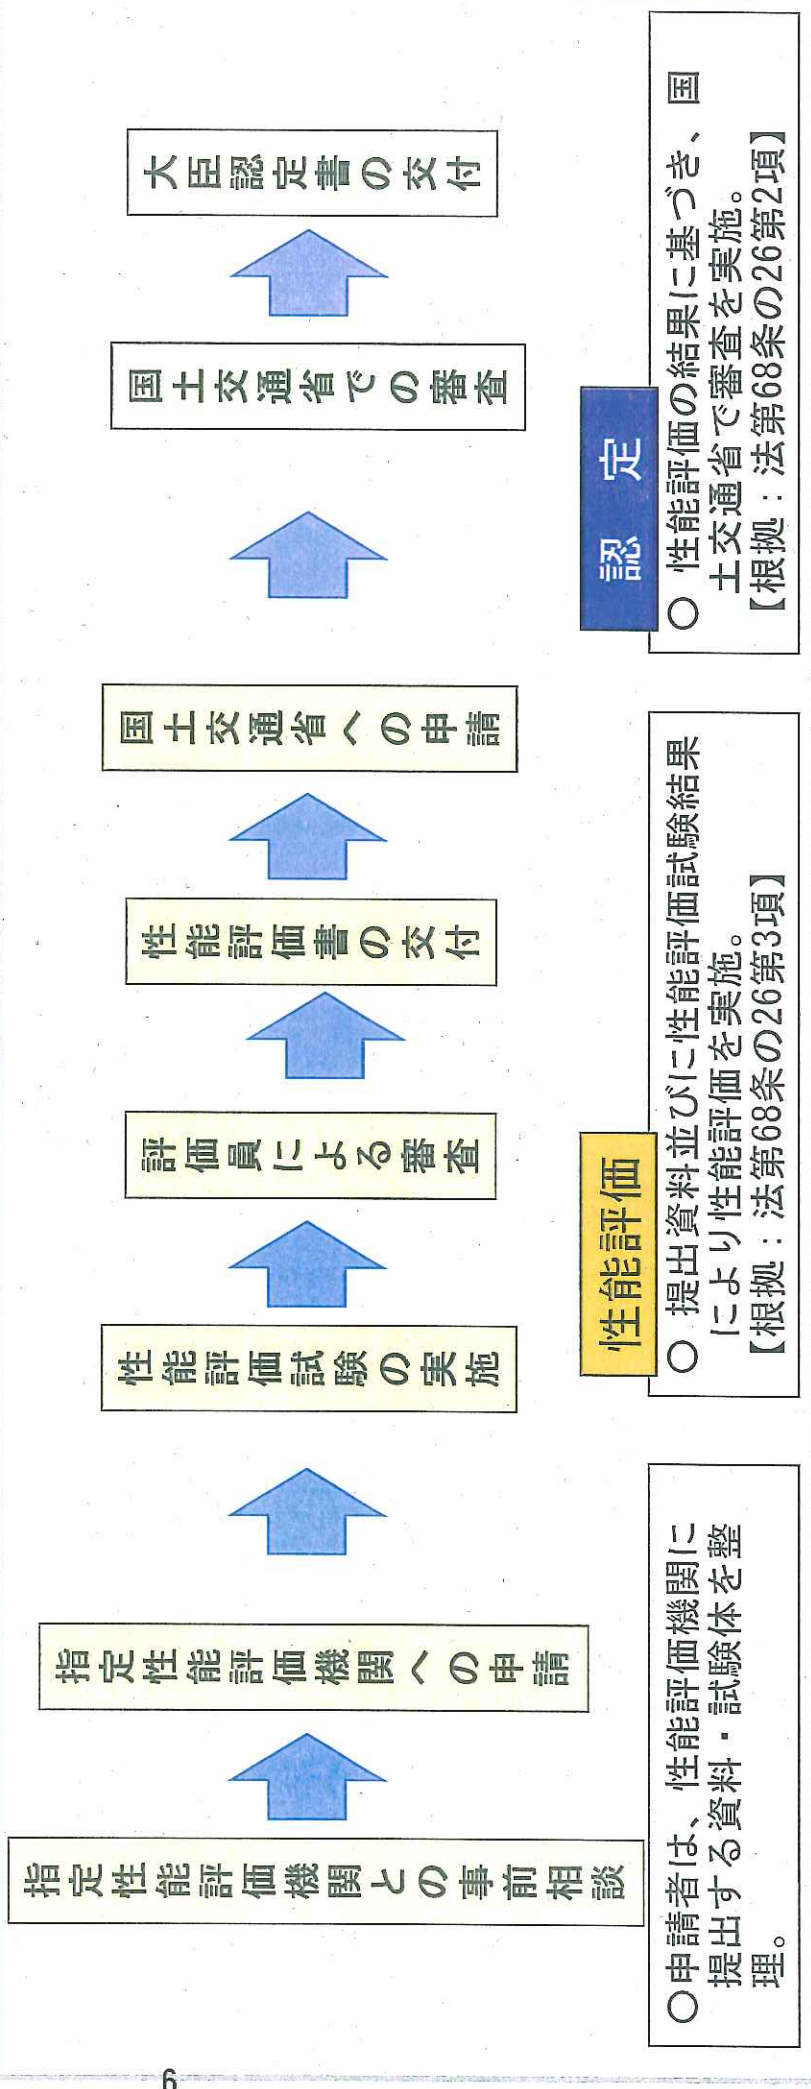 指定性能評価機関との事前相談
指定性能評価機関への申請
性能評価試験の実施
評価員による審査
性能評価書の交付
国土交通省への申請
国土交通省での審査
大臣認定書の交付
○申請者は、性能評価機関に
提出する資料・試験体を整
理。
性能評価
○ 提出資料並びに性能評価試験結果
により性能評価を実施。
【根拠：法第68条の26第3項】
認 定
○ 性能評価の結果に基づき、国
土交通省で審査を実施。
【根拠：法第68条の26第2項】
9